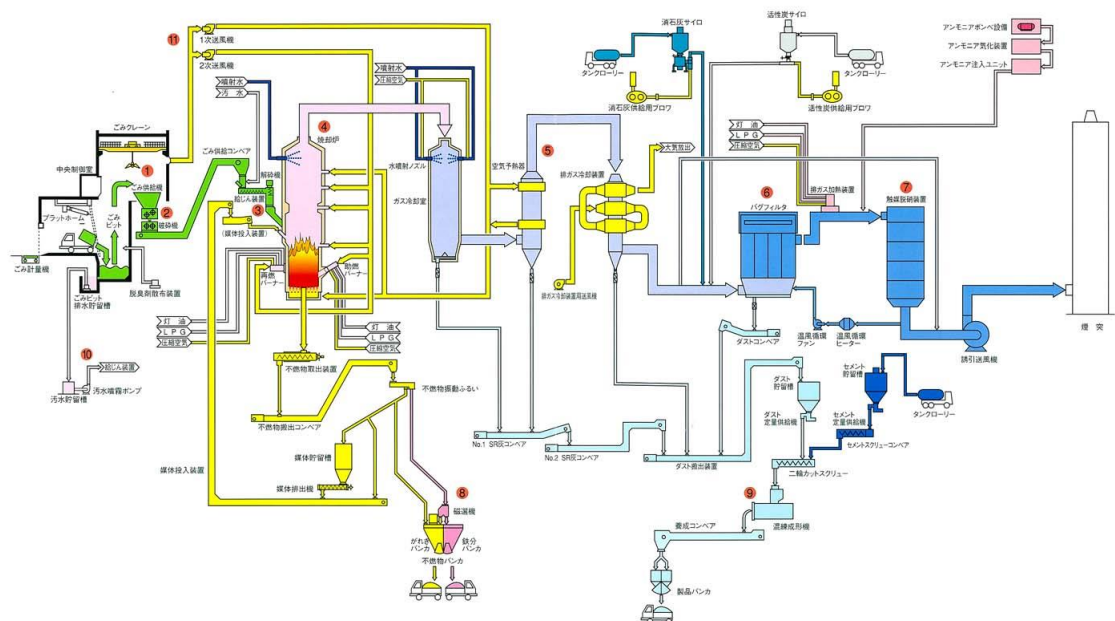 ⑪
1次送風機
2次送風機
噴射水
汚水
噴射水
圧縮空気
消石灰サイロ
タンクローリー
消石灰供給用ブロワ
活性炭サイロ
タンクローリー
活性炭供給用ブロワ
アンモニアボンベ設備
アンモニア気化装置
アンモニア注入ユニット
ごみクレーン
中央制御室
①
ごみ供給機
②
破砕機
プラットホーム
ごみ
ピット
ごみ計量機
ごみピット
排水貯留槽
脱臭剤散布装置
ごみ供給コンベア
解砕機
給じん装置
③
(媒体投入装置)
④
焼却炉
水噴射ノズル
ガス冷却室
空気予熱器
⑤
排ガス冷却装置
大気放出
排ガス冷却装置用送風機
灯油
LPG
圧縮空気
排ガス加熱装置
⑥
バグフィルタ
⑦
触媒脱硝装置
煙突
再燃
バーナー
助燃
バーナー
灯油
LPG
圧縮空気
灯油
LPG
圧縮空気
ダストコンベア
温風循環
ファン
温風循環
ヒーター
誘引送風機
⑩
給じん装置
汚水貯留槽
汚水噴霧ポンプ
不燃物取出装置
不燃物搬出コンベア
不燃物振動ふるい
No.1 SR灰コンベア
No.2 SR灰コンベア
ダスト搬出装置
ダスト
貯留槽
ダスト
定量供給機
セメント
貯留槽
セメント
定量供給機
タンクローリー
セメントスクリューコンベア
二軸カットスクリュー
媒体投入装置
媒体貯留槽
媒体排出機
⑧
磁選機
がれき
バンカ
鉄分
バンカ
不燃物バンカ
⑨
混練成形機
養成コンベア
製品バンカ